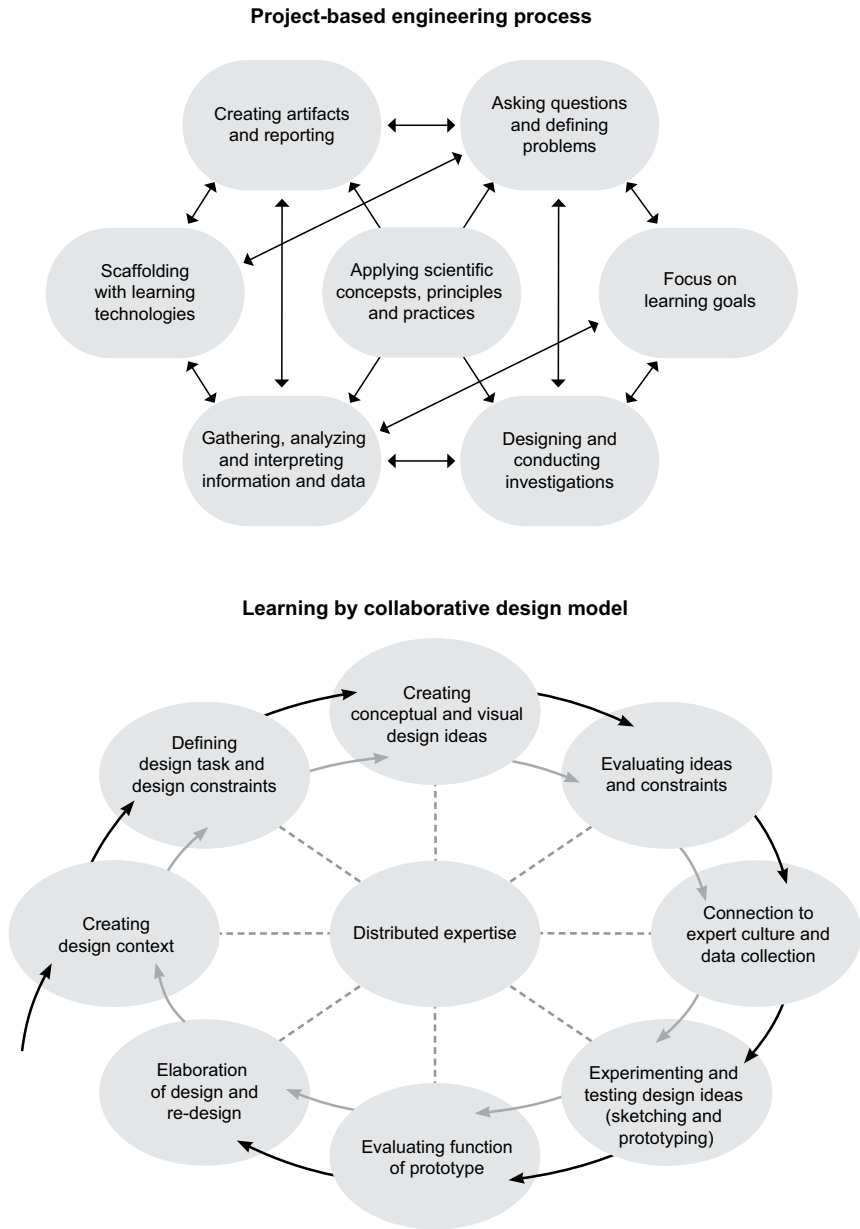 Project-based engineering process
Creating artifacts
and reporting
Asking questions
and defining
problems
Scaffolding
with learning
technologies
Applying scientific
concepsts, principles
and practices
Focus on
learning goals
Gathering, analyzing
and interpreting
information and data
Designing and
conducting
investigations
Learning by collaborative design model
Creating
conceptual and visual
design ideas
Defining
design task and
design constraints
Evaluating ideas
and constraints
Creating
design context
Distributed expertise
Connection to
expert culture and
data collection
Elaboration
of design and
re-design
Experimenting and
testing design ideas
(sketching and
prototyping)
Evaluating function
of prototype